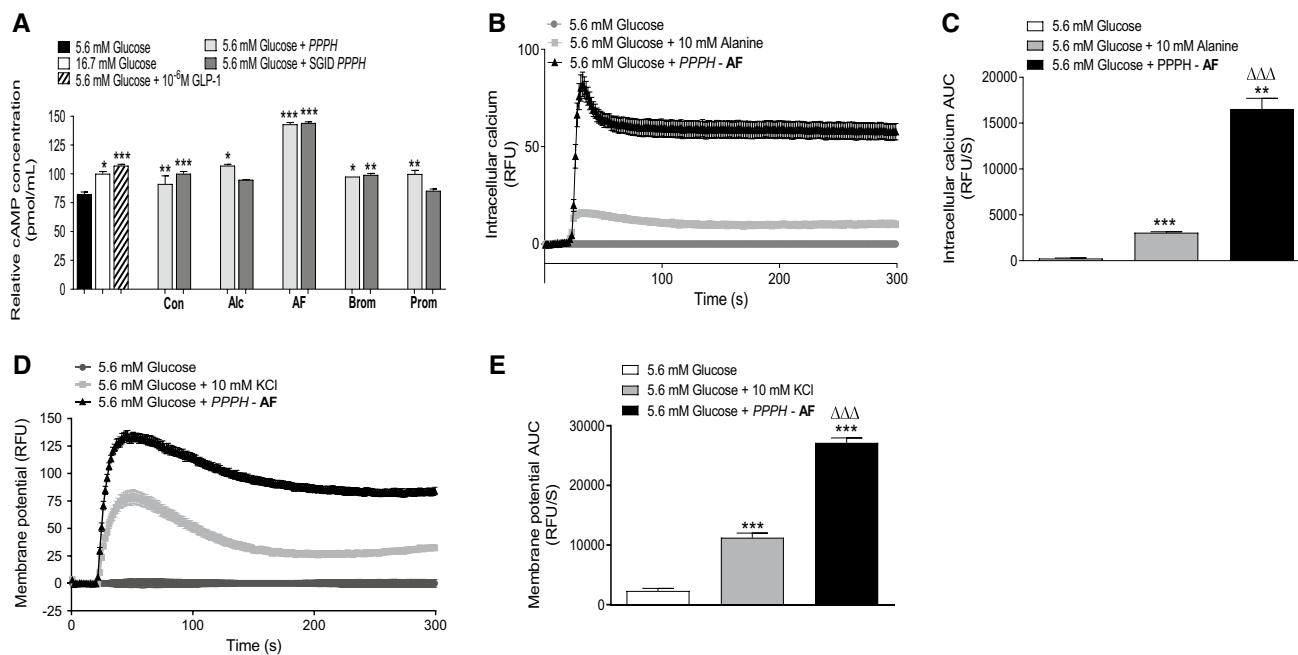 A
5.6 mM Glucose
16.7 mM Glucose
5.6 mM Glucose + 10⁻⁶M GLP-1
5.6 mM Glucose + PPPH
5.6 mM Glucose + SGID PPPH
Relative cAMP concentration
(pmol/mL)
150
125
100
75
50
25
0
* *** ** *** * *** *** * ** **
Con Alc AF Brom Prom
B
5.6 mM Glucose
5.6 mM Glucose + 10 mM Alanine
5.6 mM Glucose + PPPH - AF
Intracellular calcium
(RFU)
100
50
0
100 200 300
Time (s)
C
5.6 mM Glucose
5.6 mM Glucose + 10 mM Alanine
5.6 mM Glucose + PPPH - AF
Intracellular calcium AUC
(RFU/S)
20000
15000
10000
5000
0
***
ΔΔΔ
**
D
5.6 mM Glucose
5.6 mM Glucose + 10 mM KCl
5.6 mM Glucose + PPPH - AF
Membrane potential (RFU)
150
125
100
75
50
25
0
-25
0 100 200 300
Time (s)
E
5.6 mM Glucose
5.6 mM Glucose + 10 mM KCl
5.6 mM Glucose + PPPH - AF
Membrane potential AUC
(RFU/S)
30000
20000
10000
0
***
ΔΔΔ
***